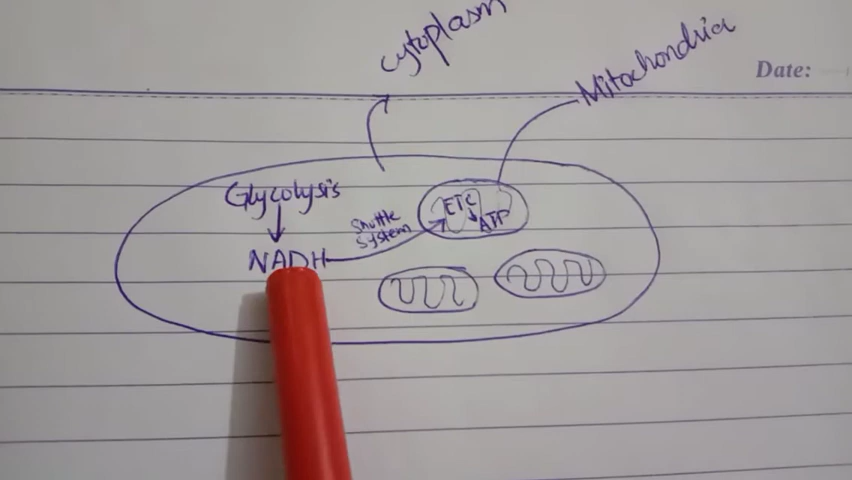 Cytoplasm
Mitochondria
Date:
Glycolysis
ETC
ATP
Shuttle
System
NADH